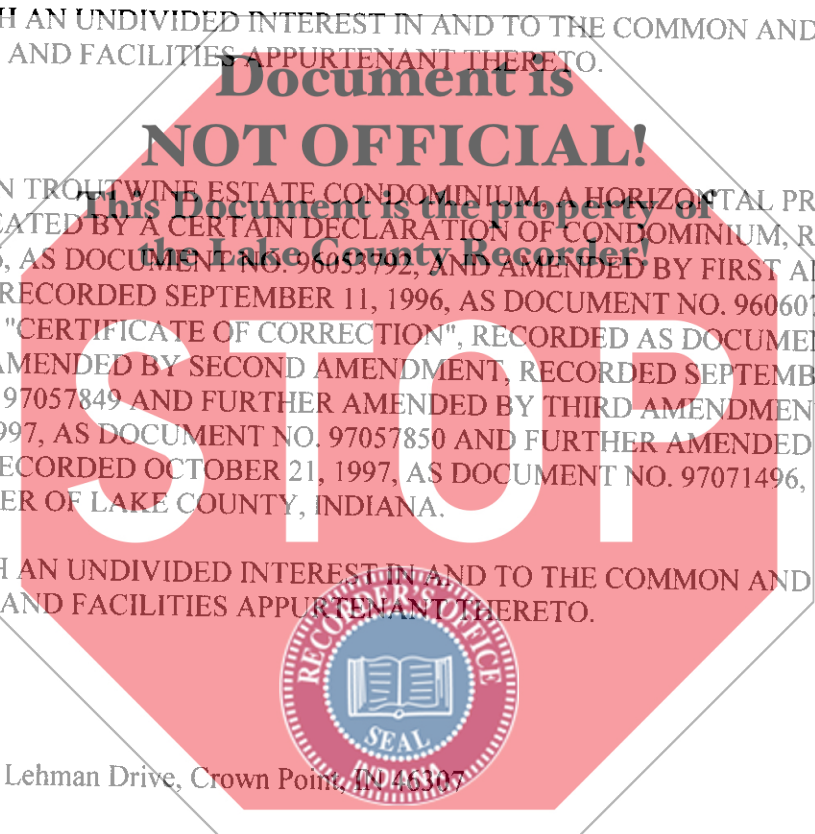 H AN UNDIVIDED INTEREST IN AND TO THE COMMON AND
AND FACILITIES APPURTENANT THERETO.
Document is
NOT OFFICIAL!
This Document is the property of
the Lake County Recorder!
N TROUTWINE ESTATE CONDOMINIUM, A HORIZONTAL PR
EATED BY A CERTAIN DECLARATION OF CONDOMINIUM, R
, AS DOCUMENT NO. 96053792, AND AMENDED BY FIRST A
RECORDED SEPTEMBER 11, 1996, AS DOCUMENT NO. 96060
"CERTIFICATE OF CORRECTION", RECORDED AS DOCUME
AMENDED BY SECOND AMENDMENT, RECORDED SEPTEMB
97057849 AND FURTHER AMENDED BY THIRD AMENDMEN
997, AS DOCUMENT NO. 97057850 AND FURTHER AMENDED
ECORDED OCTOBER 21, 1997, AS DOCUMENT NO. 97071496,
ER OF LAKE COUNTY, INDIANA.
STOP
H AN UNDIVIDED INTEREST IN AND TO THE COMMON AND
AND FACILITIES APPURTENANT THERETO.
RECORDER'S OFFICE
SEAL
INDIANA
Lehman Drive, Crown Point, IN 46307